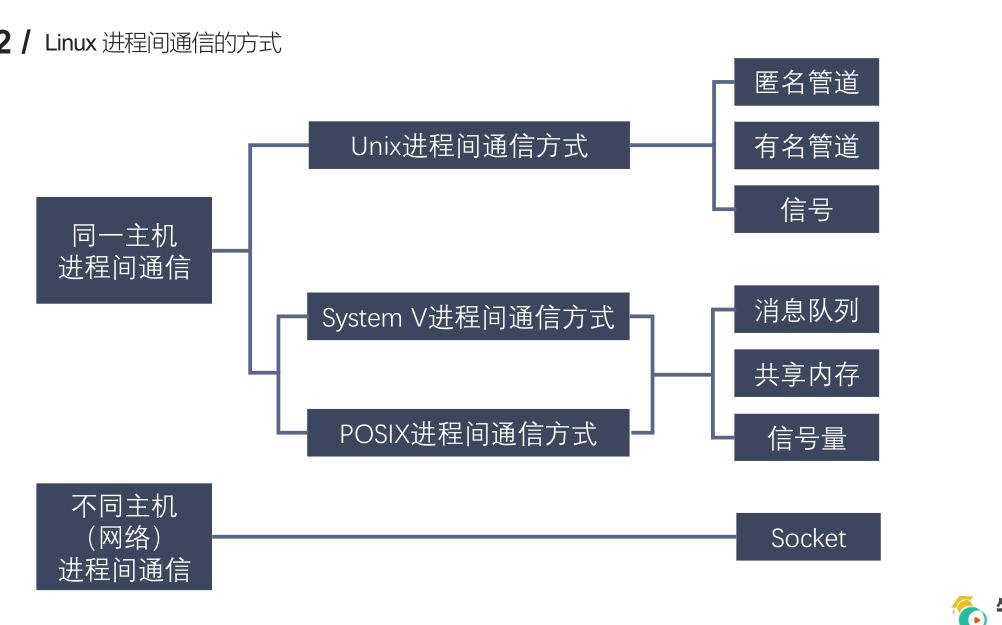 2 / Linux 进程间通信的方式
匿名管道
Unix进程间通信方式
有名管道
信号
同一主机
进程间通信
消息队列
System V进程间通信方式
共享内存
POSIX进程间通信方式
信号量
不同主机
（网络）
进程间通信
Socket